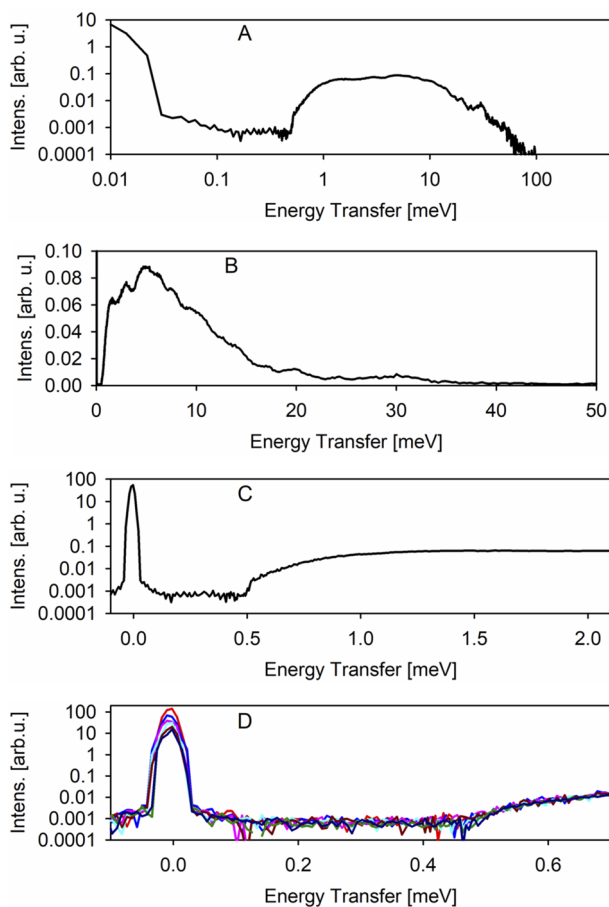 A
Intens. [arb. u.]
10
1
0.1
0.01
0.001
0.0001
0.01 0.1 1 10 100
Energy Transfer [meV]
B
Intens. [arb. u.]
0.10
0.08
0.06
0.04
0.02
0.00
0 10 20 30 40 50
Energy Transfer [meV]
C
Intens. [arb. u.]
100
10
1
0.1
0.01
0.001
0.0001
0.0 0.5 1.0 1.5 2.0
Energy Transfer [meV]
D
Intens. [arb.u.]
100
10
1
0.1
0.01
0.001
0.0001
0.0 0.2 0.4 0.6
Energy Transfer [meV]